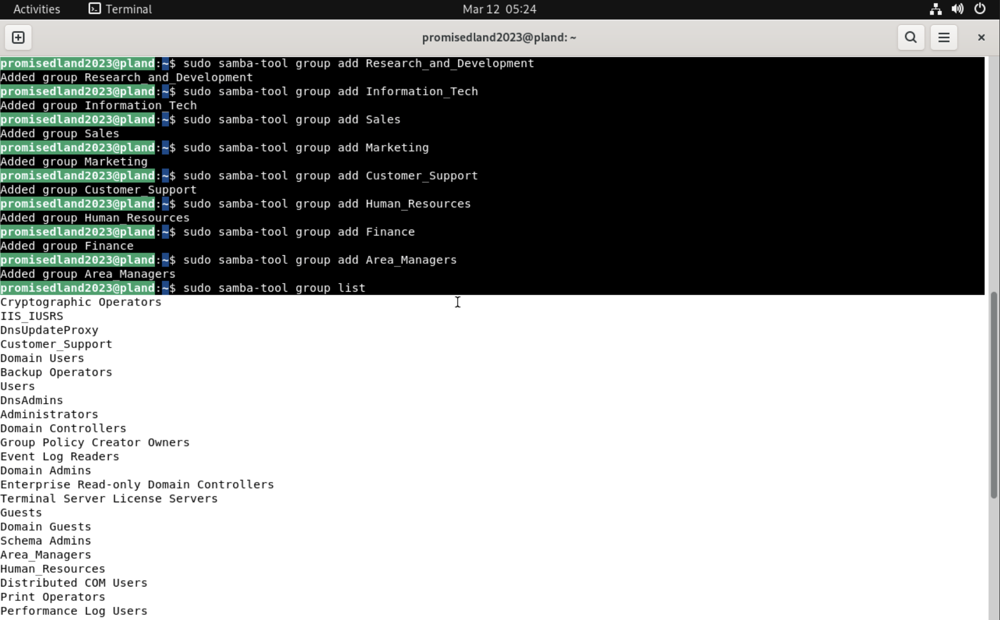 Activities Terminal Mar 12 05:24
promisedland2023@pland: ~
promisedland2023@pland:~$ sudo samba-tool group add Research_and_Development
Added group Research_and_Development
promisedland2023@pland:~$ sudo samba-tool group add Information_Tech
Added group Information_Tech
promisedland2023@pland:~$ sudo samba-tool group add Sales
Added group Sales
promisedland2023@pland:~$ sudo samba-tool group add Marketing
Added group Marketing
promisedland2023@pland:~$ sudo samba-tool group add Customer_Support
Added group Customer_Support
promisedland2023@pland:~$ sudo samba-tool group add Human_Resources
Added group Human_Resources
promisedland2023@pland:~$ sudo samba-tool group add Finance
Added group Finance
promisedland2023@pland:~$ sudo samba-tool group add Area_Managers
Added group Area_Managers
promisedland2023@pland:~$ sudo samba-tool group list
Cryptographic Operators
IIS_IUSRS
DnsUpdateProxy
Customer_Support
Domain Users
Backup Operators
Users
DnsAdmins
Administrators
Domain Controllers
Group Policy Creator Owners
Event Log Readers
Domain Admins
Enterprise Read-only Domain Controllers
Terminal Server License Servers
Guests
Domain Guests
Schema Admins
Area_Managers
Human_Resources
Distributed COM Users
Print Operators
Performance Log Users